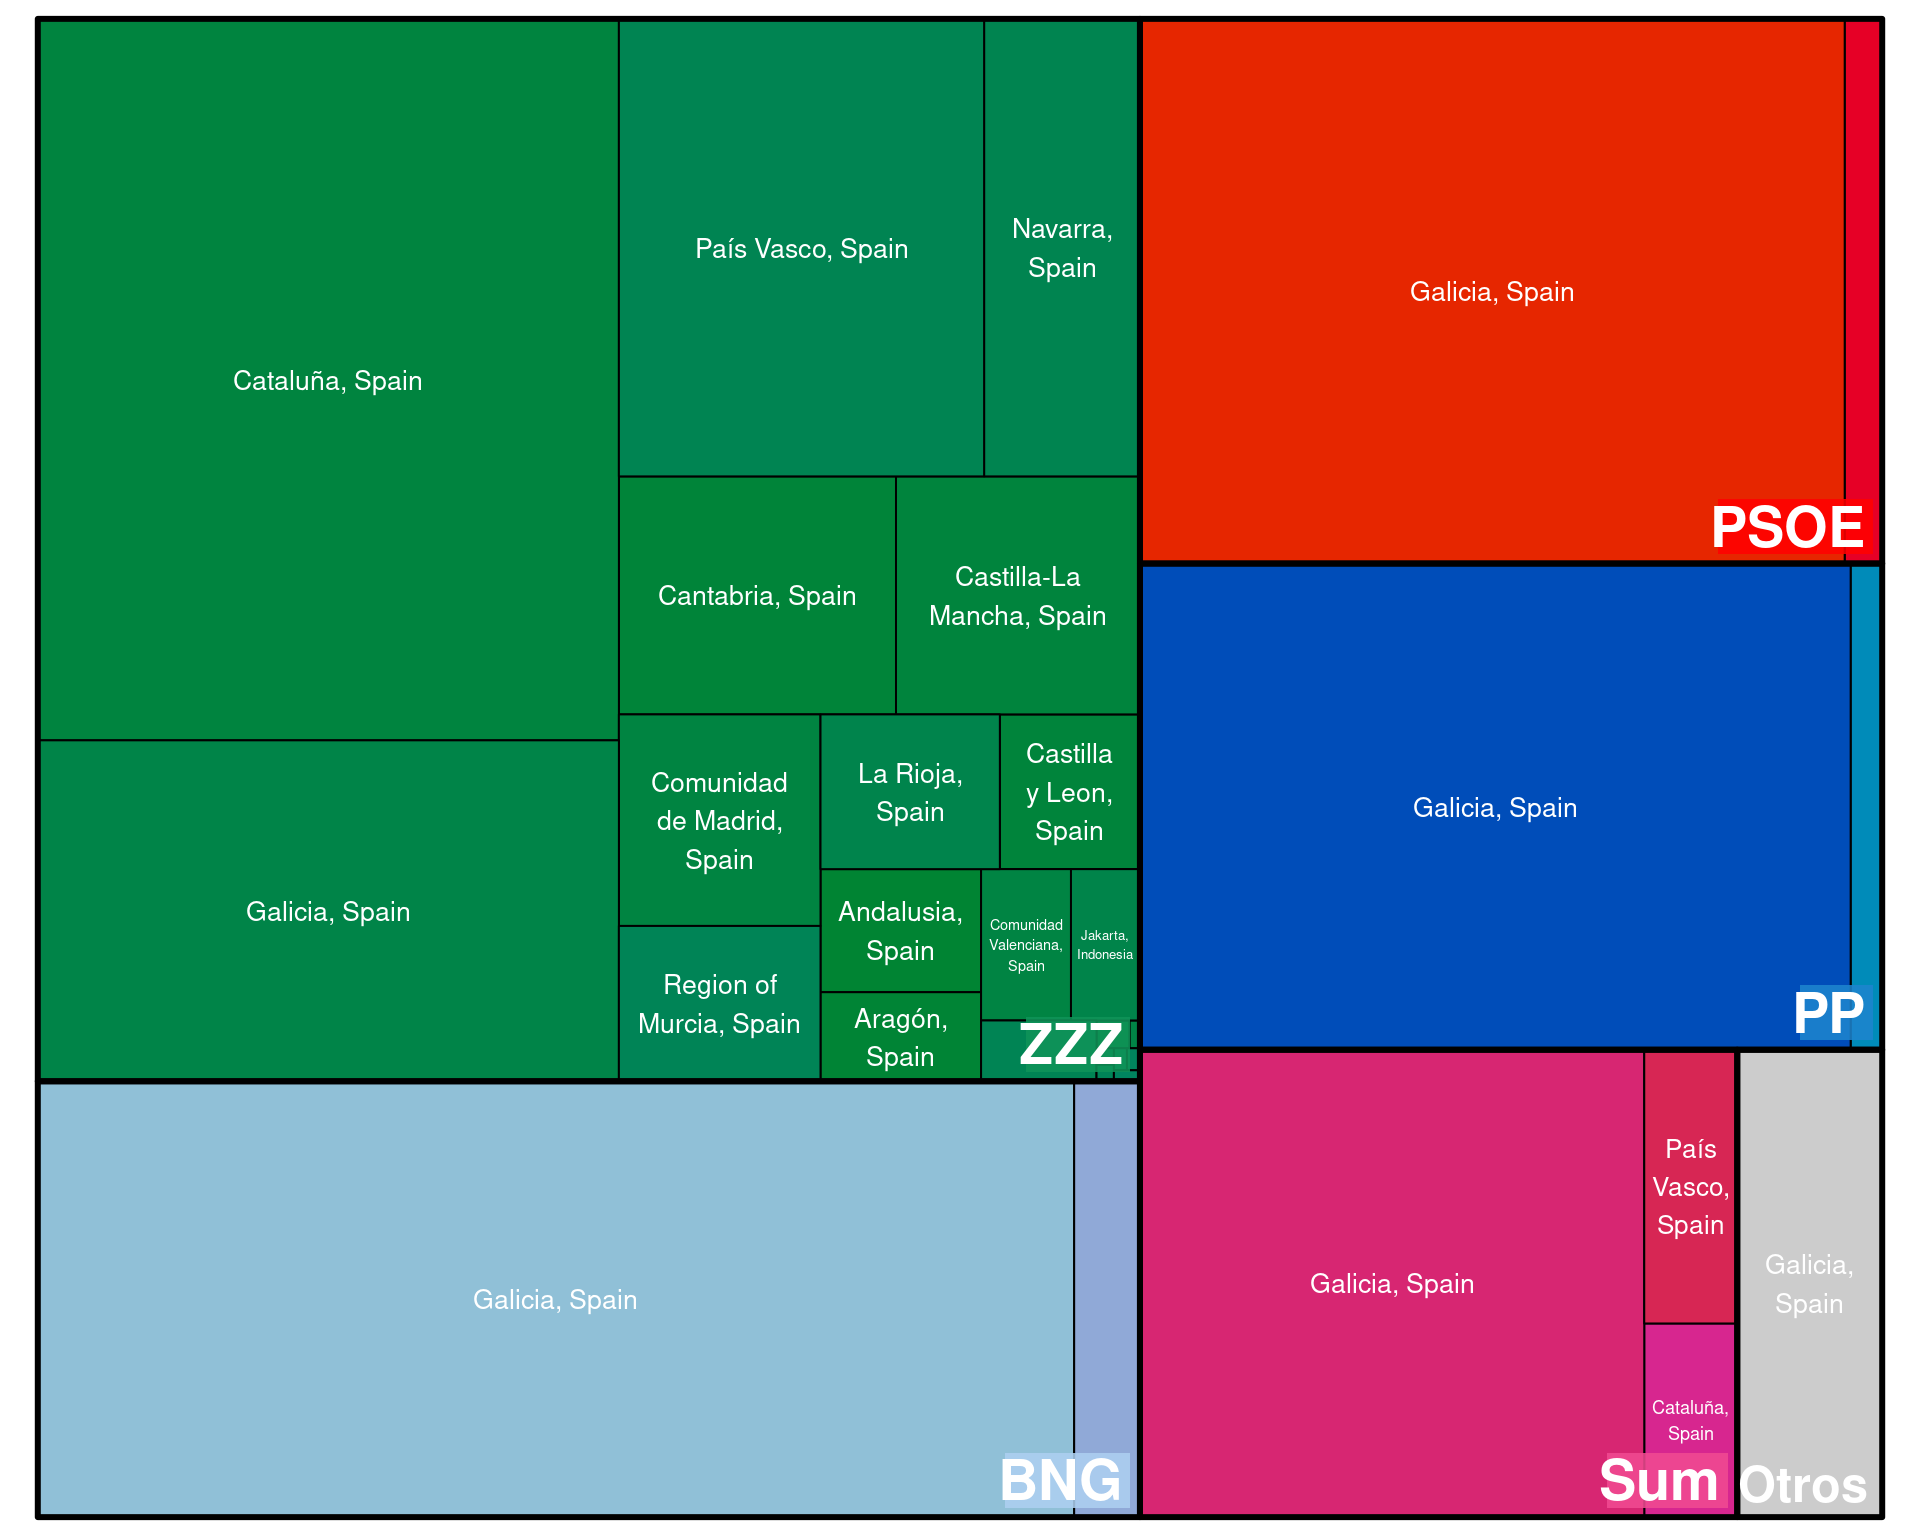 Cataluña, Spain
País Vasco, Spain
Navarra,
Spain
Cantabria, Spain
Castilla-La
Mancha, Spain
Galicia, Spain
Comunidad
de Madrid,
Spain
La Rioja,
Spain
Castilla
y Leon,
Spain
Region of
Murcia, Spain
Andalusia,
Spain
Aragón,
Spain
Comunidad
Valenciana,
Spain
Jakarta,
Indonesia
ZZZ
Galicia, Spain
BNG
Galicia, Spain
PSOE
Galicia, Spain
PP
Galicia, Spain
País
Vasco,
Spain
Cataluña,
Spain
Sum
Galicia,
Spain
Otros